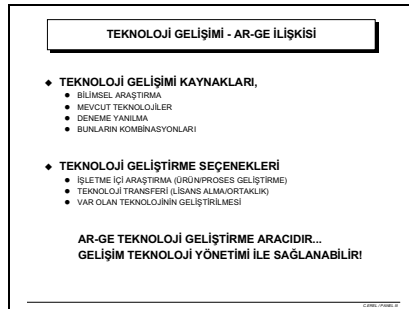 TEKNOLOJİ GELİŞİMİ - AR-GE İLİŞKİSİ
TEKNOLOJİ GELİŞİMİ KAYNAKLARI,
BİLİMSEL ARAŞTIRMA
MEVCUT TEKNOLOJİLER
DENEME YANILMA
BUNLARIN KOMBİNASYONLARI
TEKNOLOJİ GELİŞTİRME SEÇENEKLERİ
İŞLETME İÇİ ARAŞTIRMA (ÜRÜN/PROSES GELİŞTİRME)
TEKNOLOJİ TRANSFERİ (LİSANS ALMA/ORTAKLIK)
VAR OLAN TEKNOLOJİNİN GELİŞTİRİLMESİ
AR-GE TEKNOLOJİ GELİŞTİRME ARACIDIR...
GELİŞİM TEKNOLOJİ YÖNETİMİ İLE SAĞLANABİLİR!